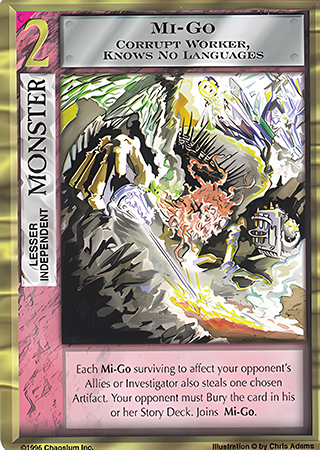 C
2
Mi-Go
Corrupt Worker,
Knows No Languages
MONSTER
LESSER
INDEPENDENT
Each Mi-Go surviving to affect your opponent's
Allies or Investigator also steals one chosen
Artifact. Your opponent must Bury the card in his
or her Story Deck. Joins Mi-Go.
©1996 Chaosium Inc.
Illustration © by Chris Adams